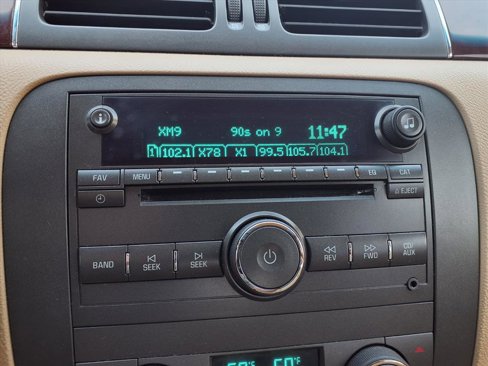 XM9 90s on 9 11:47
1 102.1 X78 X1 99.5 105.7 104.1
FAV MENU EQ CAT
EJECT
BAND SEEK SEEK REV FWD CD/AUX